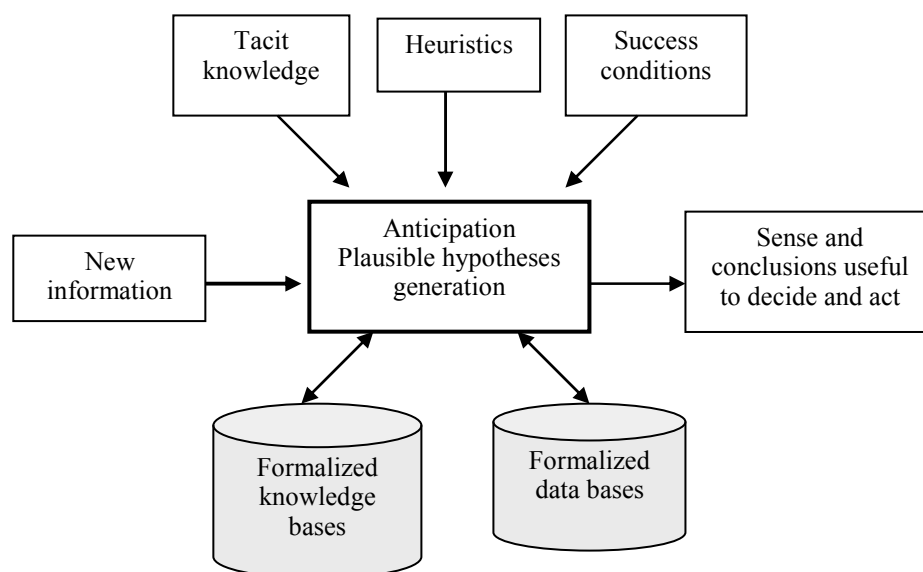 Tacit
knowledge
Heuristics
Success
conditions
New
information
Anticipation
Plausible hypotheses
generation
Sense and
conclusions useful
to decide and act
Formalized
knowledge
bases
Formalized
data bases